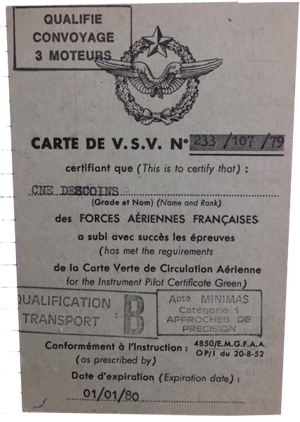 QUALIFIE
CONVOYAGE
3 MOTEURS
CARTE DE V.S.V. N° 233/107/79
certifiant que (This is to certify that) :
CNE DESCOINS
(Grade et Nom) (Name and Rank)
des FORCES AÉRIENNES FRANÇAISES
a subi avec succès les épreuves
(has met the reguirements
de la Carte Verte de Circulation Aérienne
for the Instrument Pilot Certificate Green)
QUALIFICATION
TRANSPORT : B
Apte MINIMAS
Catégorie 1
APPROCHES DE
PRECISION
Conformément à l'Instruction : 4850/E.M.G.F.A.A.
(as prescribed by) OP/I du 20-8-52
Date d'expiration (Expiration date) :
01/01/80